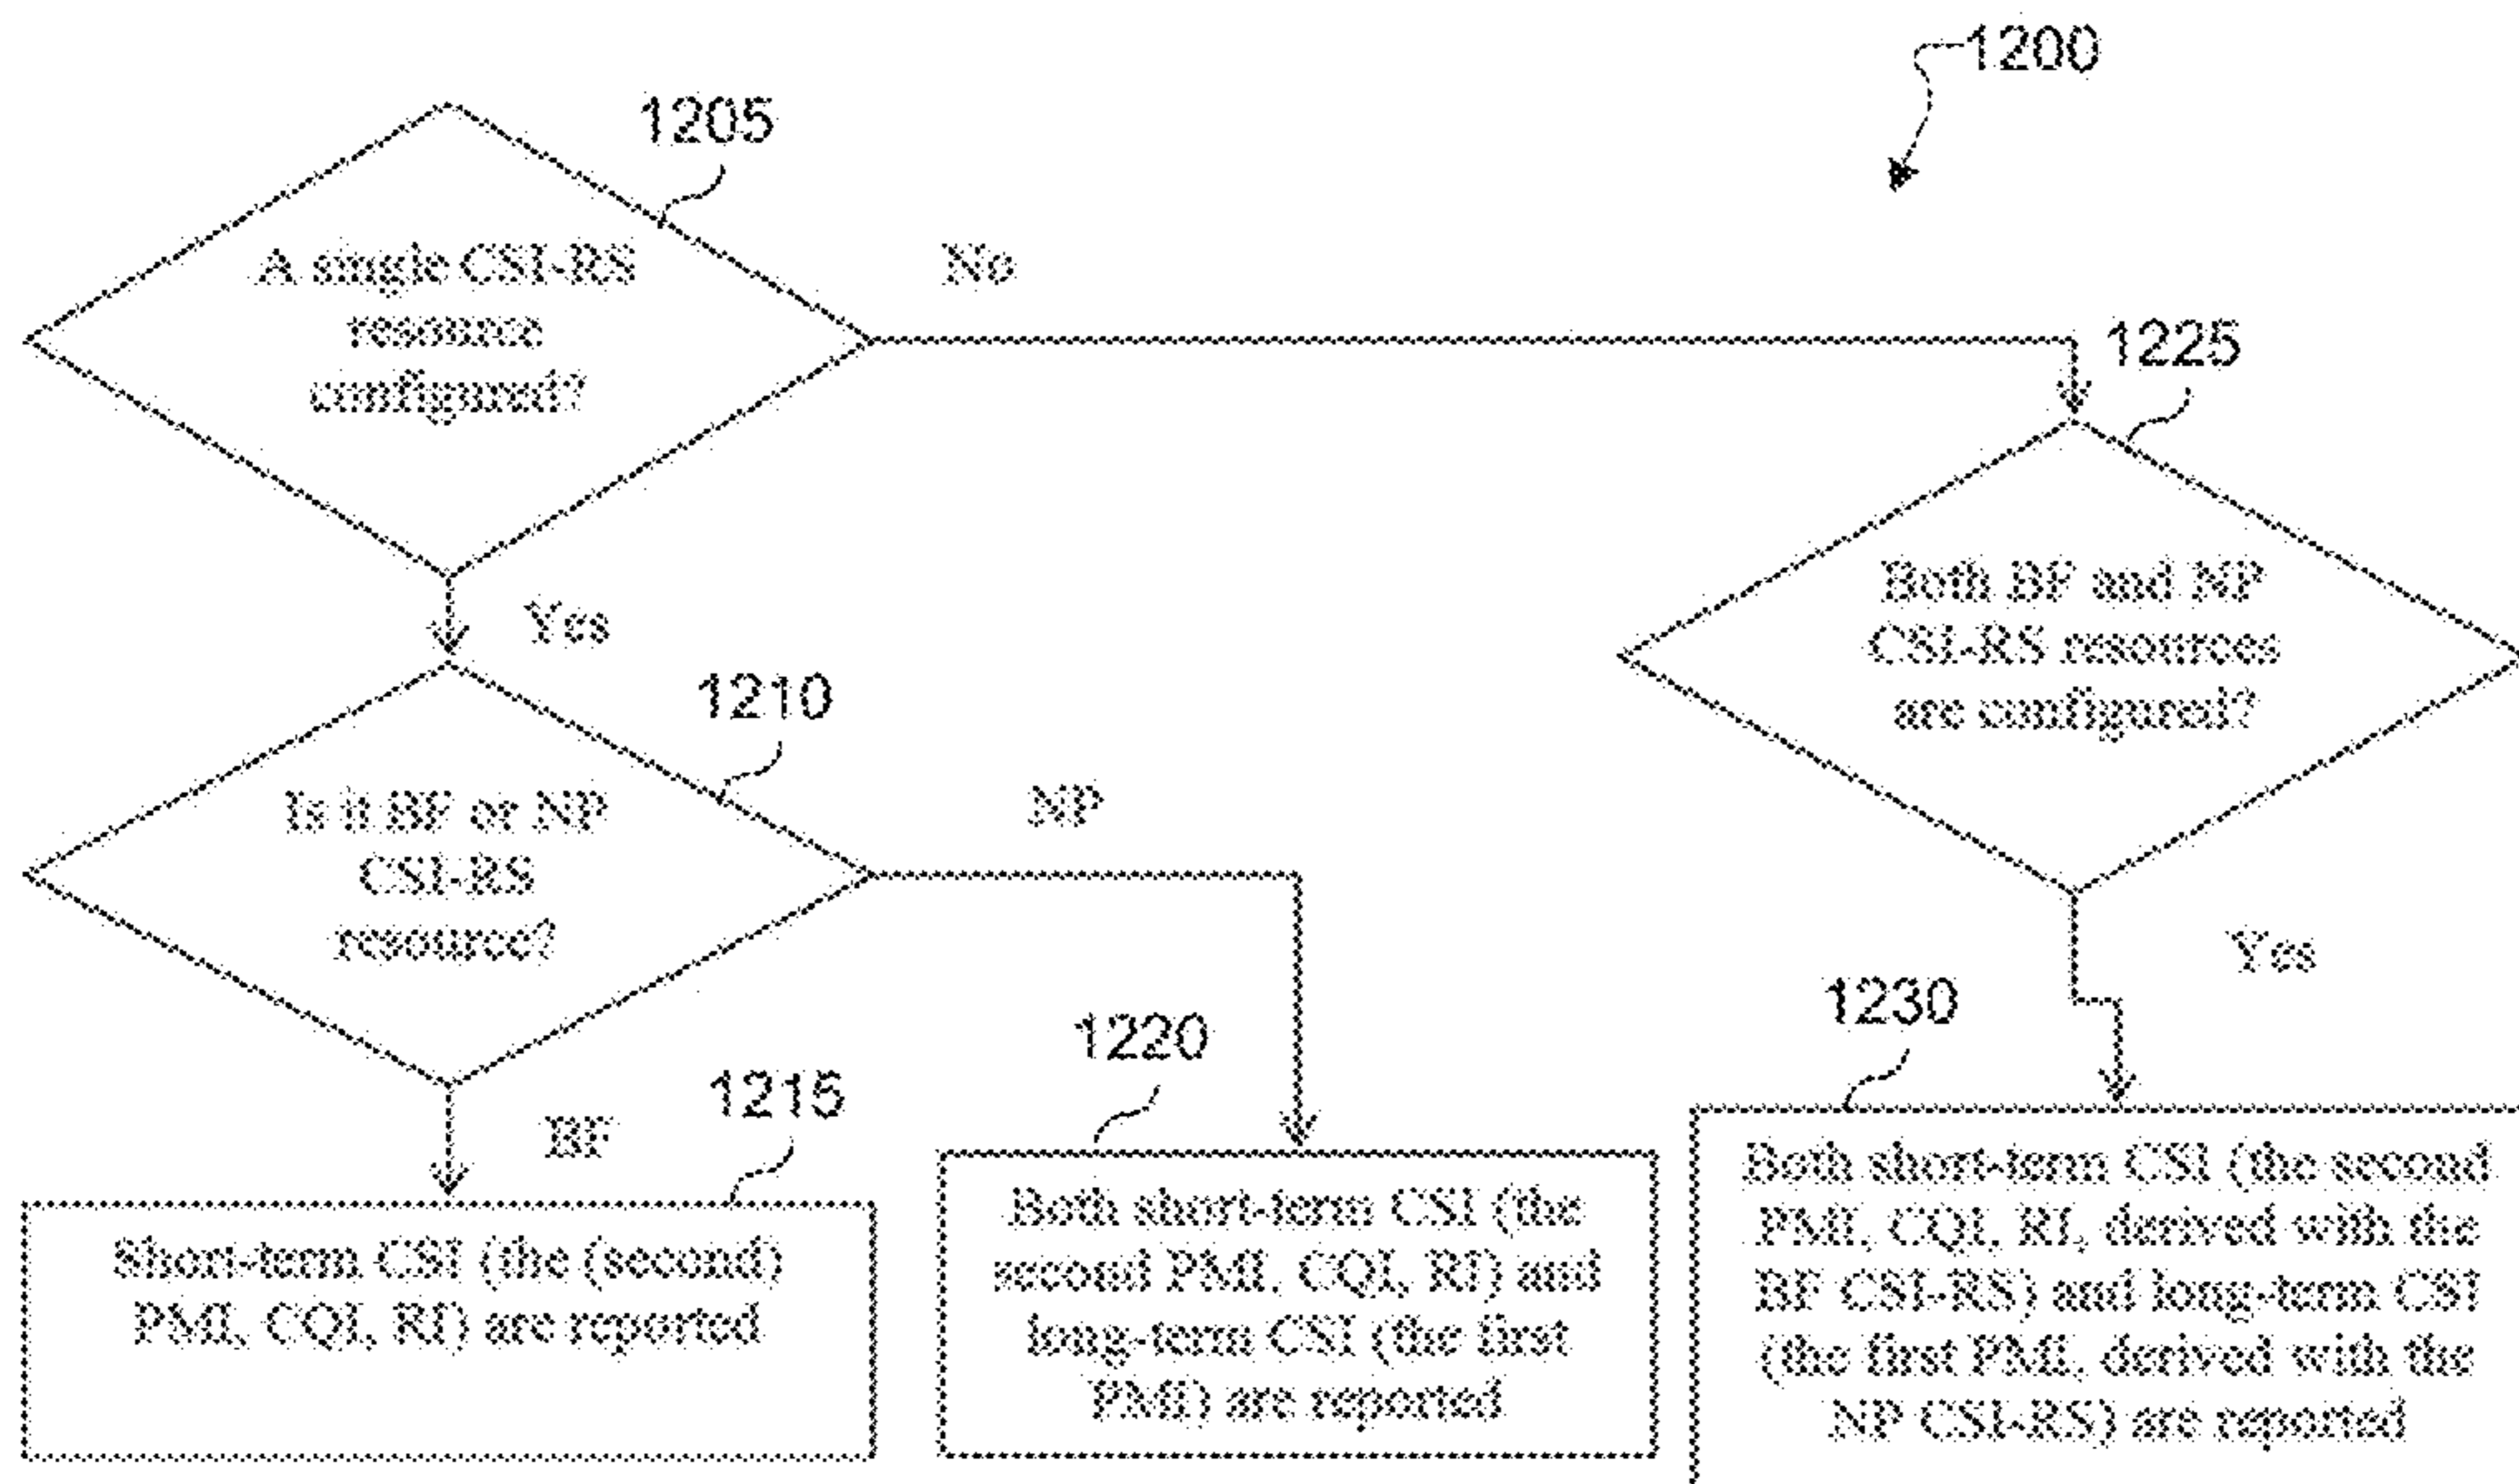 1200
1205
A single CSI-RS
resource
configured?
No
1225
Both BF and NP
CSI-RS resources
are configured?
Yes
1210
Is it BF or NP
CSI-RS
resource?
NP
Yes
1230
1220
1215
BF
Short-term CSI (the (second)
PMI, CQI, RI) are reported
Both short-term CSI (the
second PMI, CQI, RI) and
long-term CSI (the first
PMI) are reported
Both short-term CSI (the second
PMI, CQI, RI, derived with the
BF CSI-RS) and long-term CSI
(the first PMI, derived with the
NP CSI-RS) are reported